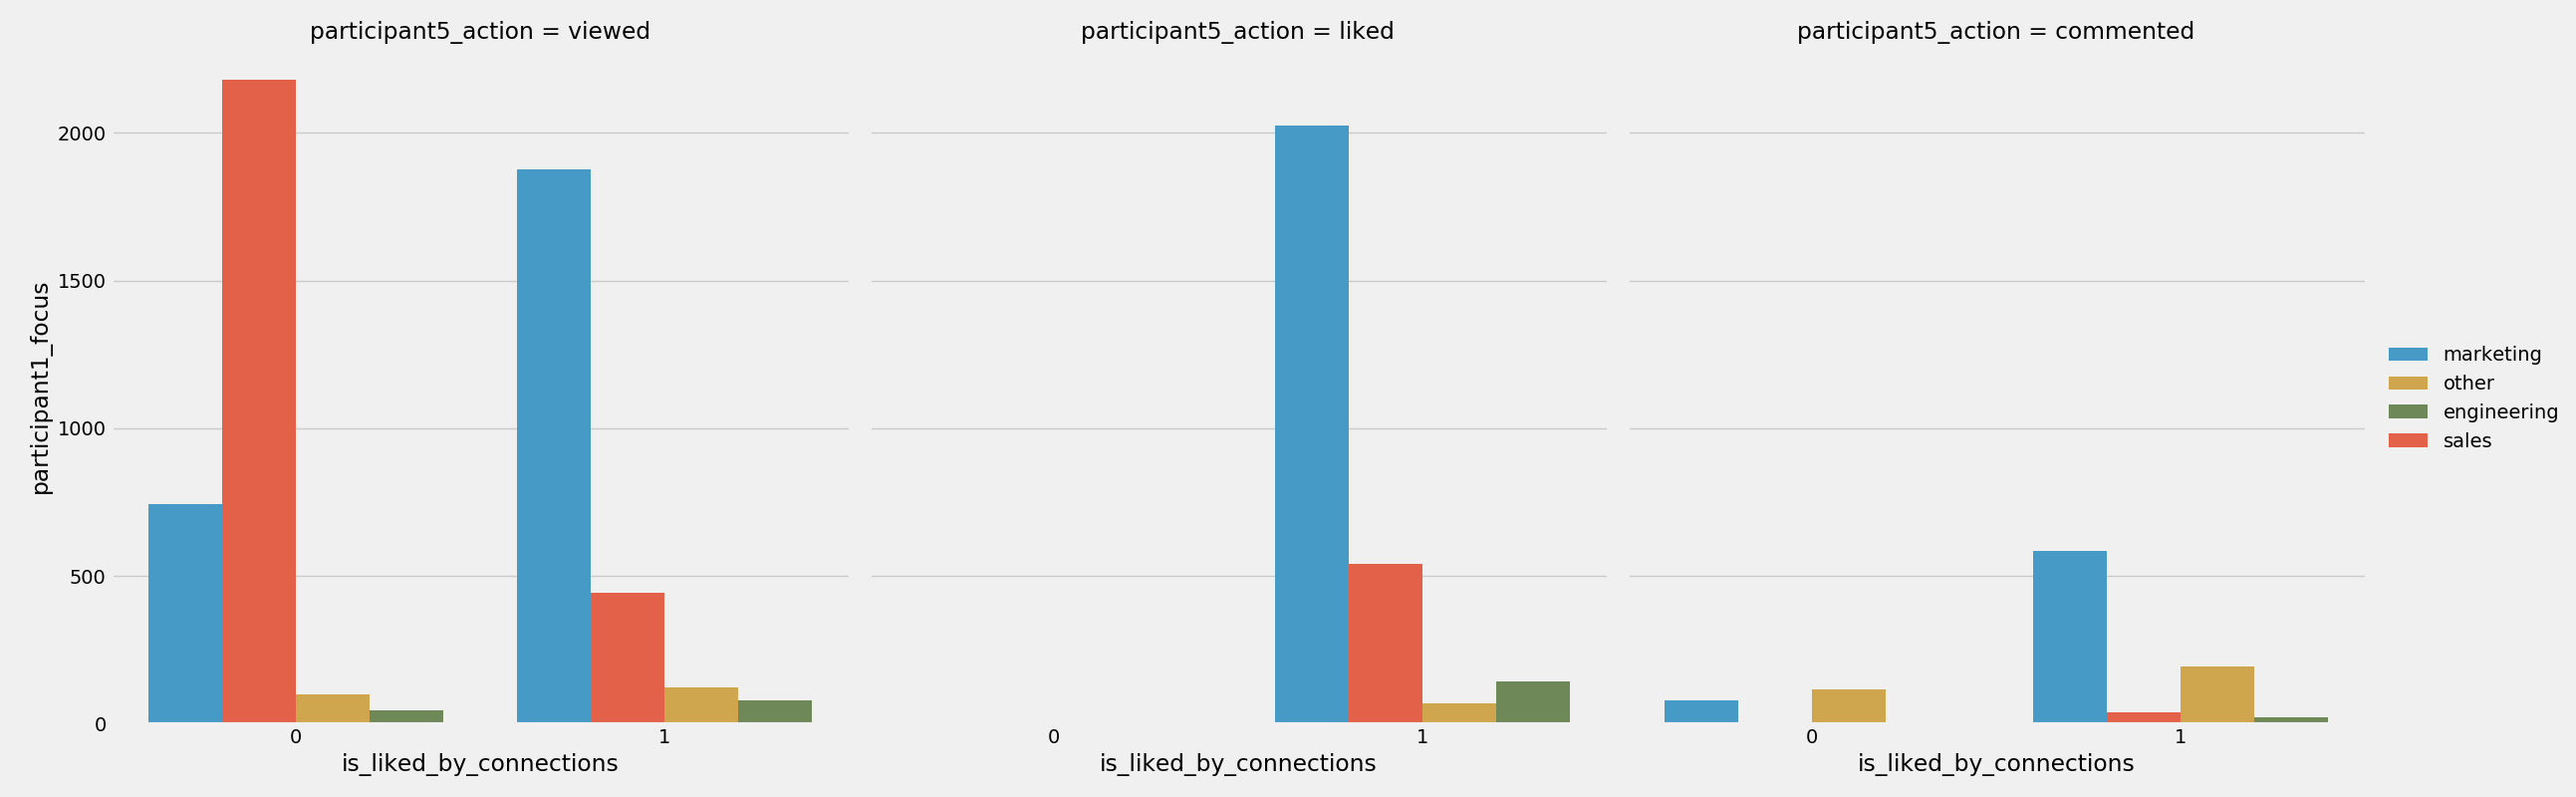 participant5_action = viewed
participant5_action = liked
participant5_action = commented
participant1_focus
2000
1500
1000
500
0
0
1
0
1
0
1
is_liked_by_connections
is_liked_by_connections
is_liked_by_connections
marketing
other
engineering
sales